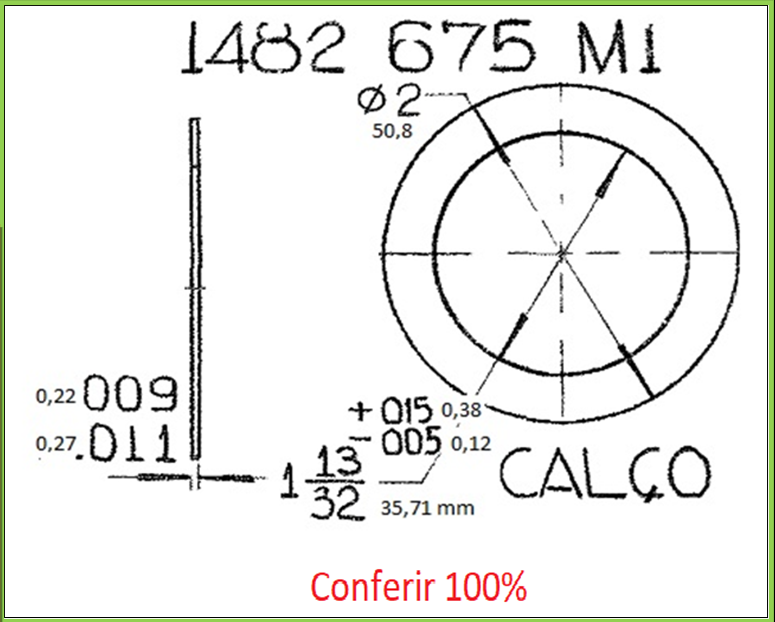 1482 675 M1
Ø 2
50,8
0,22 009
0,27 .011
+ 015 0,38
- 005 0,12
1 13/32
35,71 mm
CALÇO
Conferir 100%